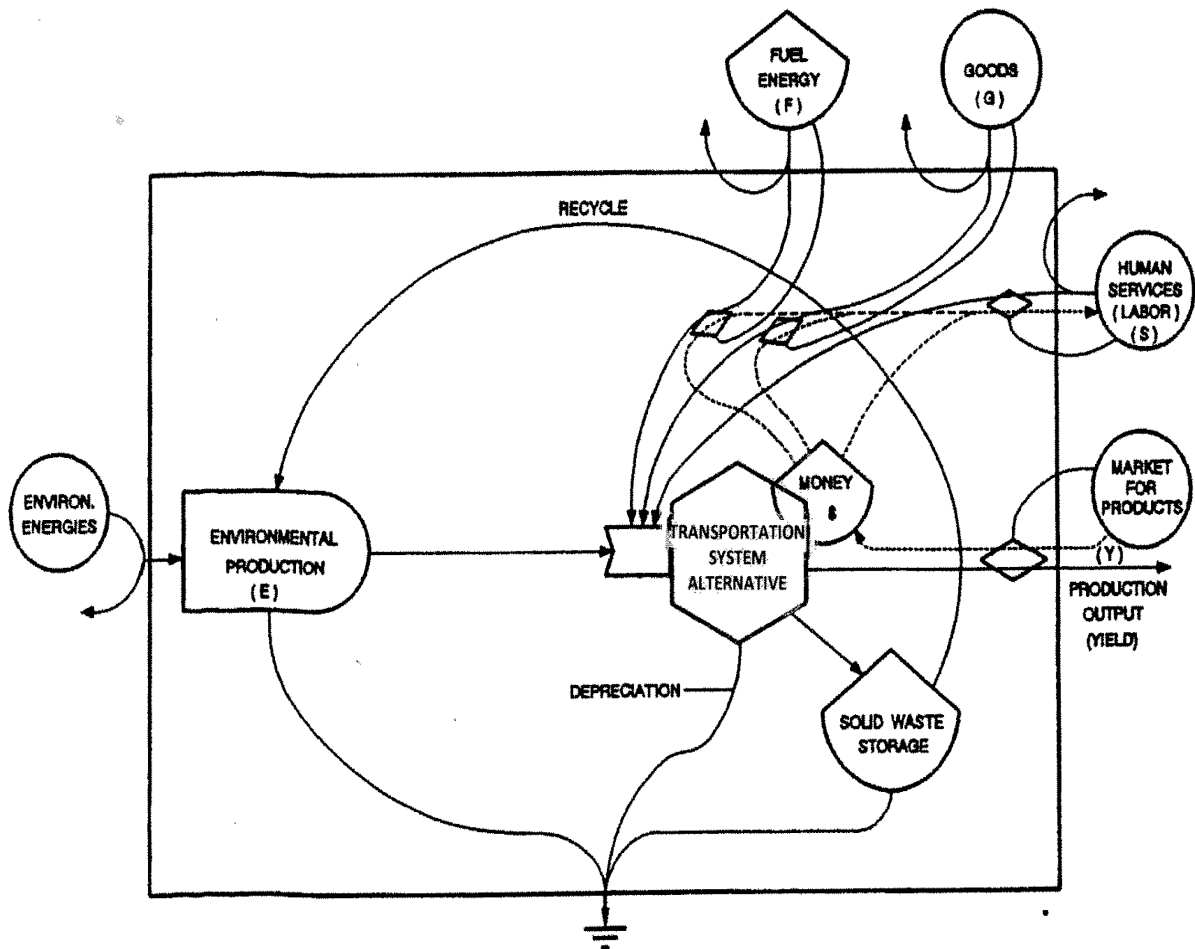 FUEL
ENERGY
(F)
GOODS
(G)
RECYCLE
HUMAN
SERVICES
(LABOR)
(S)
ENVIRON.
ENERGIES
ENVIRONMENTAL
PRODUCTION
(E)
TRANSPORTATION
SYSTEM
ALTERNATIVE
MONEY
$
MARKET
FOR
PRODUCTS
(Y)
PRODUCTION
OUTPUT
(YIELD)
DEPRECIATION
SOLID WASTE
STORAGE